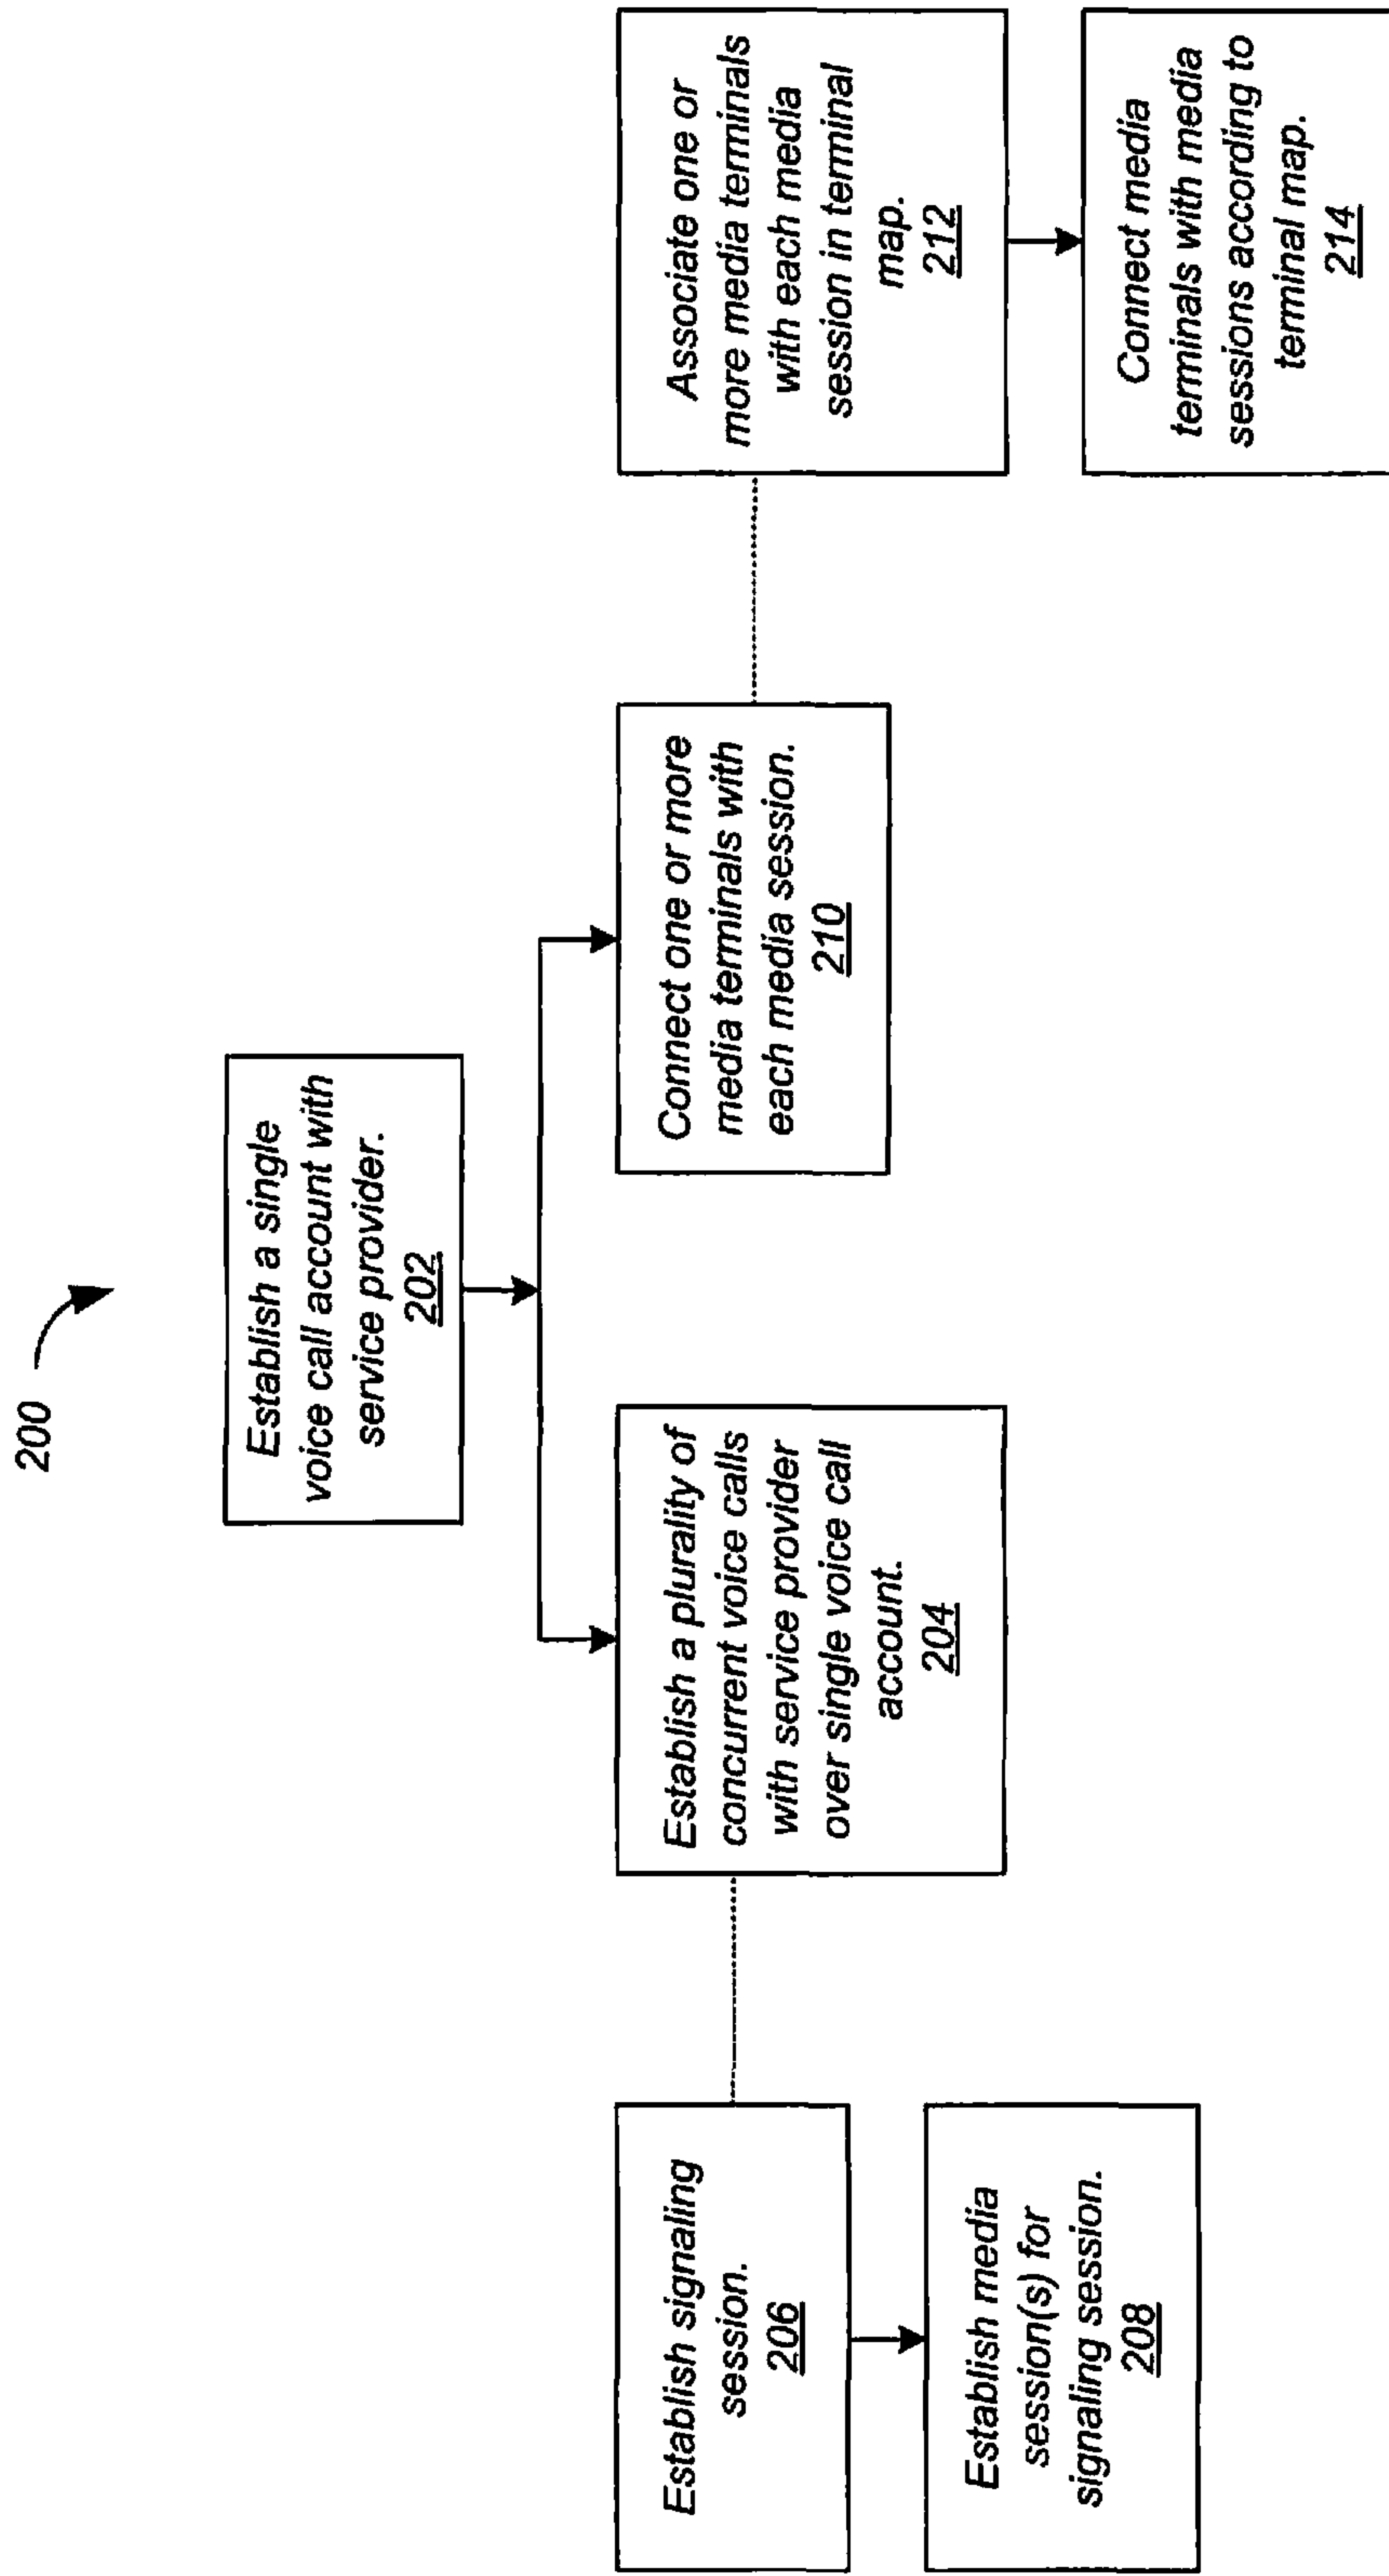 200
Establish a single
voice call account with
service provider.
202
Establish a plurality of
concurrent voice calls
with service provider
over single voice call
account.
204
Establish signaling
session.
206
Establish media
session(s) for
signaling session.
208
Connect one or more
media terminals with
each media session.
210
Associate one or
more media terminals
with each media
session in terminal
map.
212
Connect media
terminals with media
sessions according to
terminal map.
214